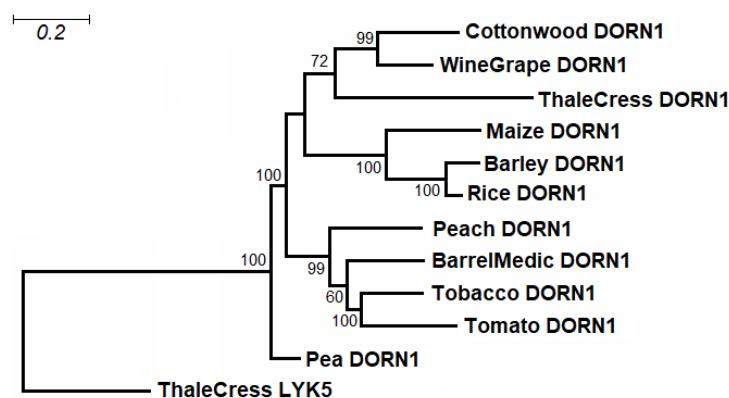 0.2
99
Cottonwood DORN1
72
WineGrape DORN1
ThaleCress DORN1
Maize DORN1
100
Barley DORN1
100
Rice DORN1
100
Peach DORN1
100
99
BarrelMedic DORN1
60
Tobacco DORN1
100
Tomato DORN1
Pea DORN1
ThaleCress LYK5